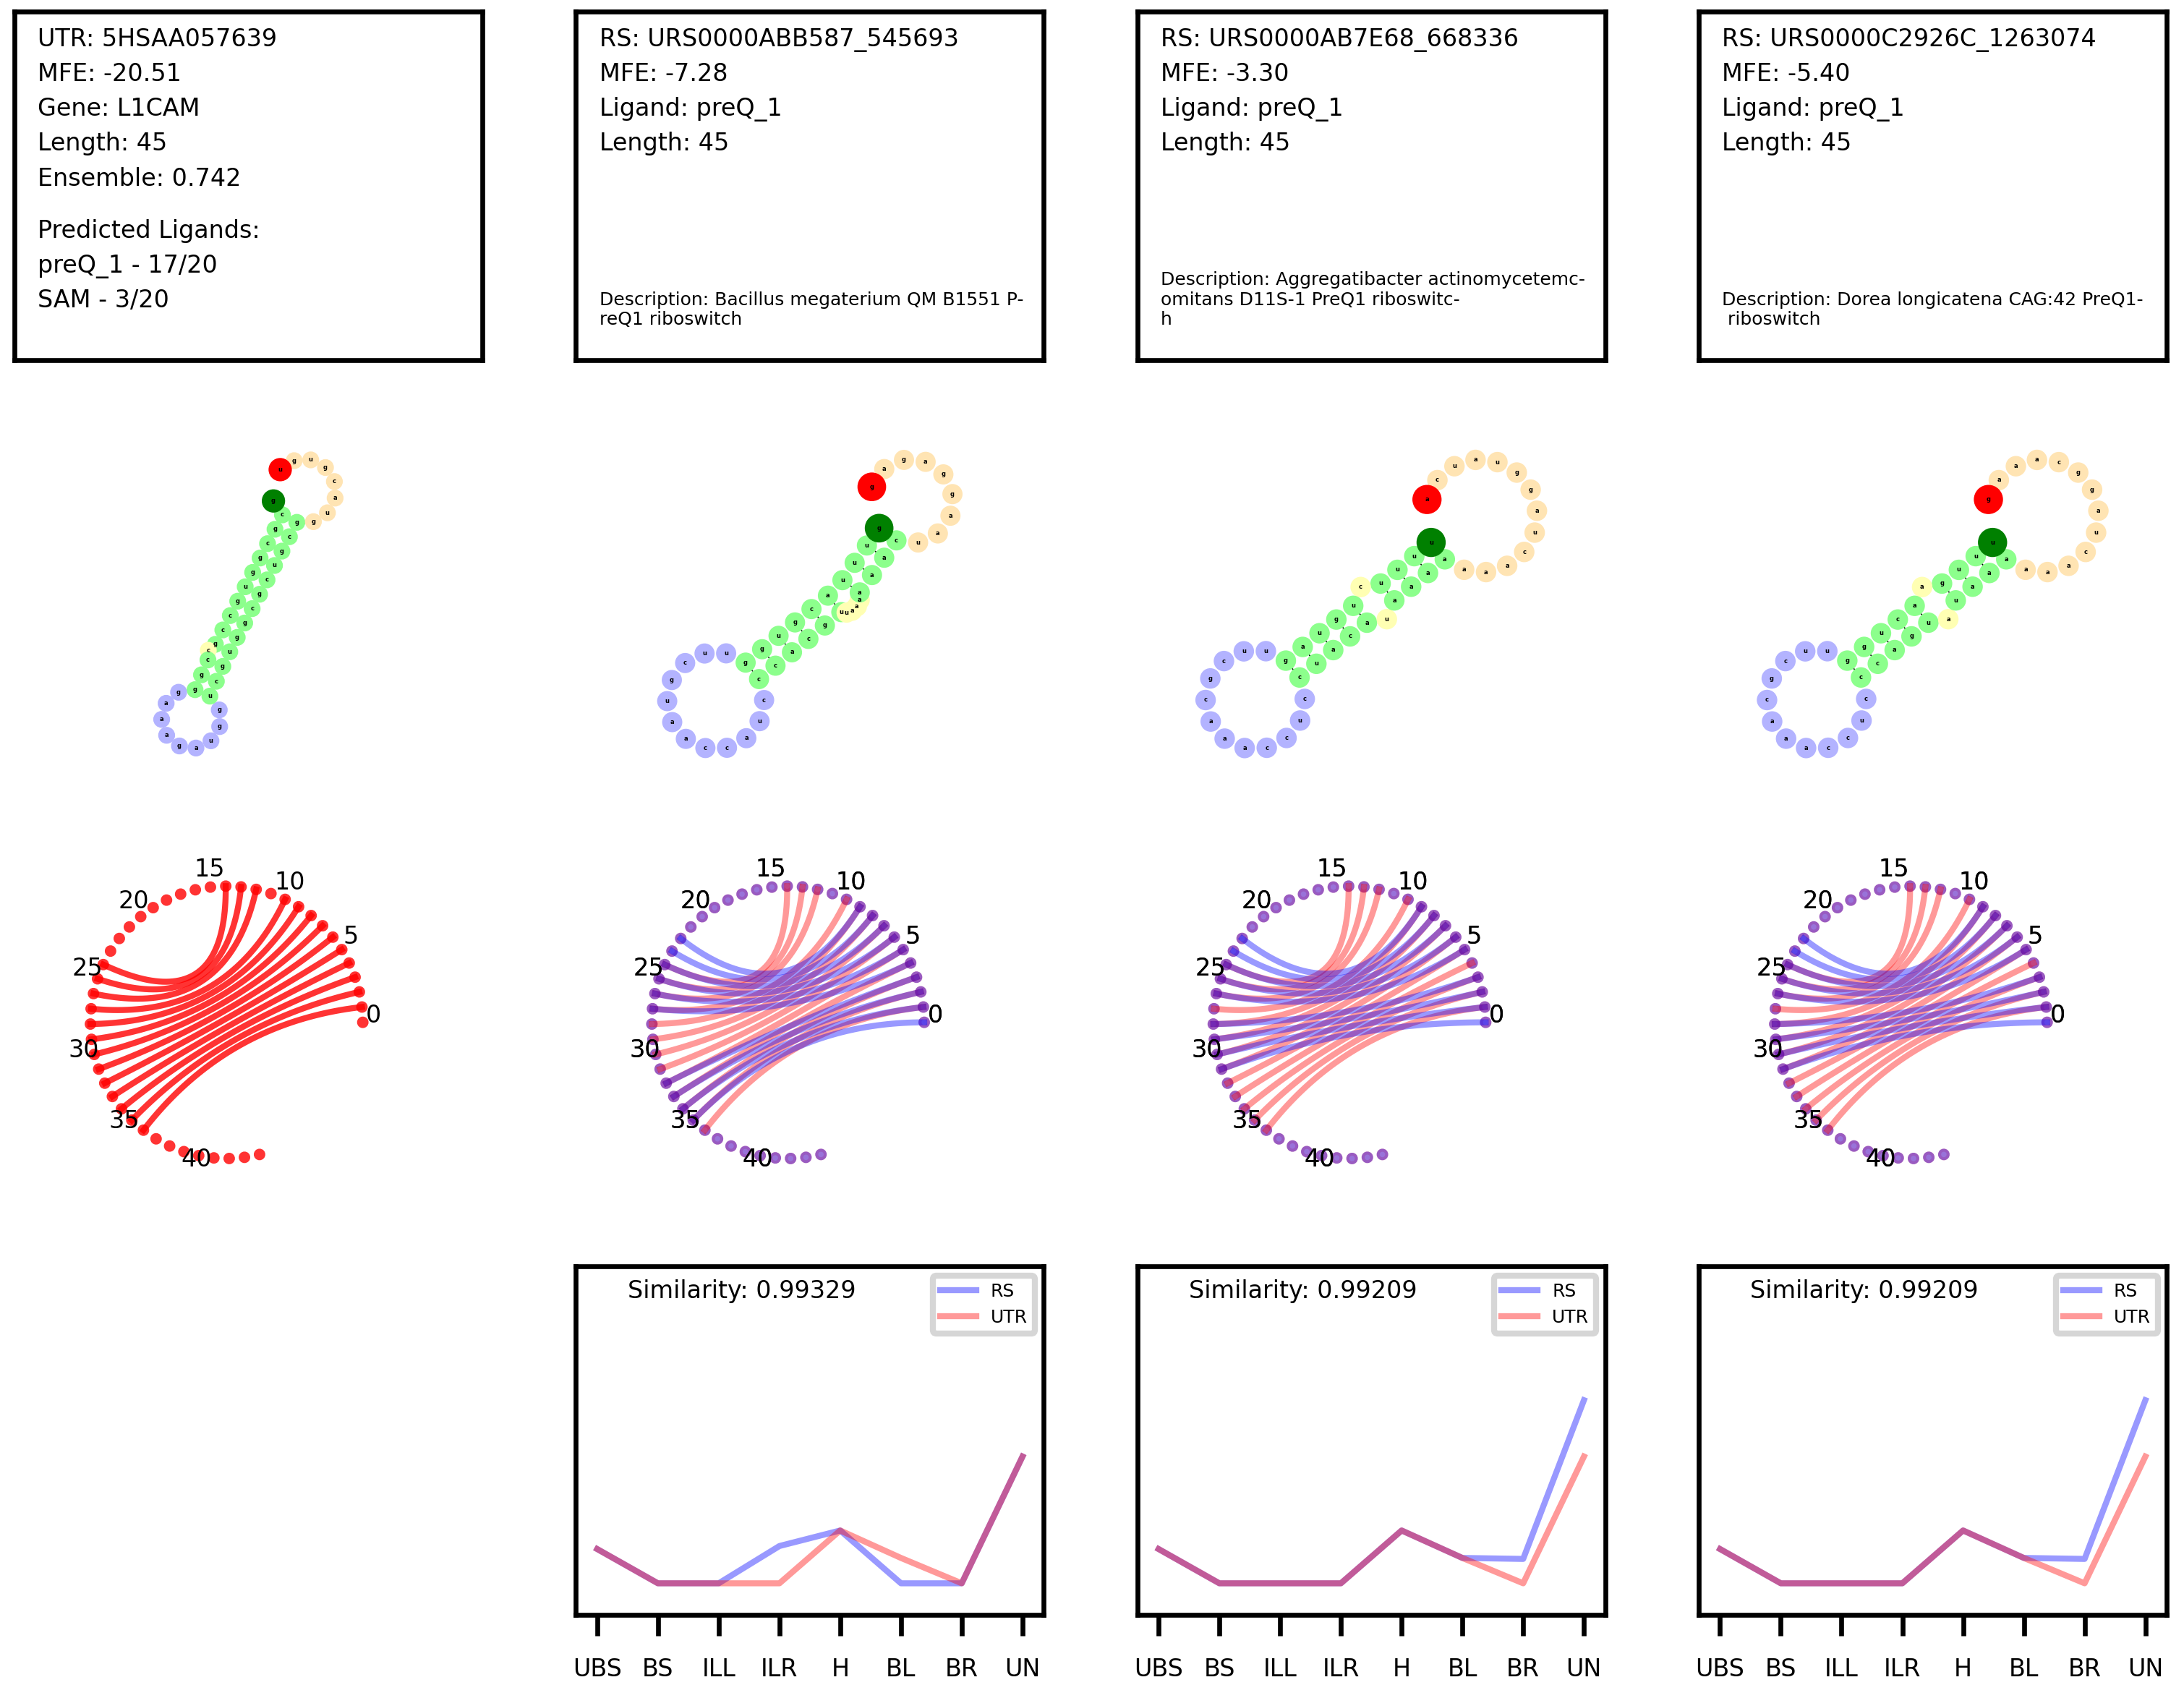 UTR: 5HSAA057639
MFE: -20.51
Gene: L1CAM
Length: 45
Ensemble: 0.742
Predicted Ligands:
preQ_1 - 17/20
SAM - 3/20
RS: URS0000ABB587_545693
MFE: -7.28
Ligand: preQ_1
Length: 45
Description: Bacillus megaterium QM B1551 P-
reQ1 riboswitch
RS: URS0000AB7E68_668336
MFE: -3.30
Ligand: preQ_1
Length: 45
Description: Aggregatibacter actinomycetemc-
omitans D11S-1 PreQ1 riboswitc-
h
RS: URS0000C2926C_1263074
MFE: -5.40
Ligand: preQ_1
Length: 45
Description: Dorea longicatena CAG:42 PreQ1-
riboswitch
0
5
10
15
20
25
30
35
40
0
5
10
15
20
25
30
35
40
0
5
10
15
20
25
30
35
40
0
5
10
15
20
25
30
35
40
Similarity: 0.99329
RS
UTR
UBS BS ILL ILR H BL BR UN
Similarity: 0.99209
RS
UTR
UBS BS ILL ILR H BL BR UN
Similarity: 0.99209
RS
UTR
UBS BS ILL ILR H BL BR UN